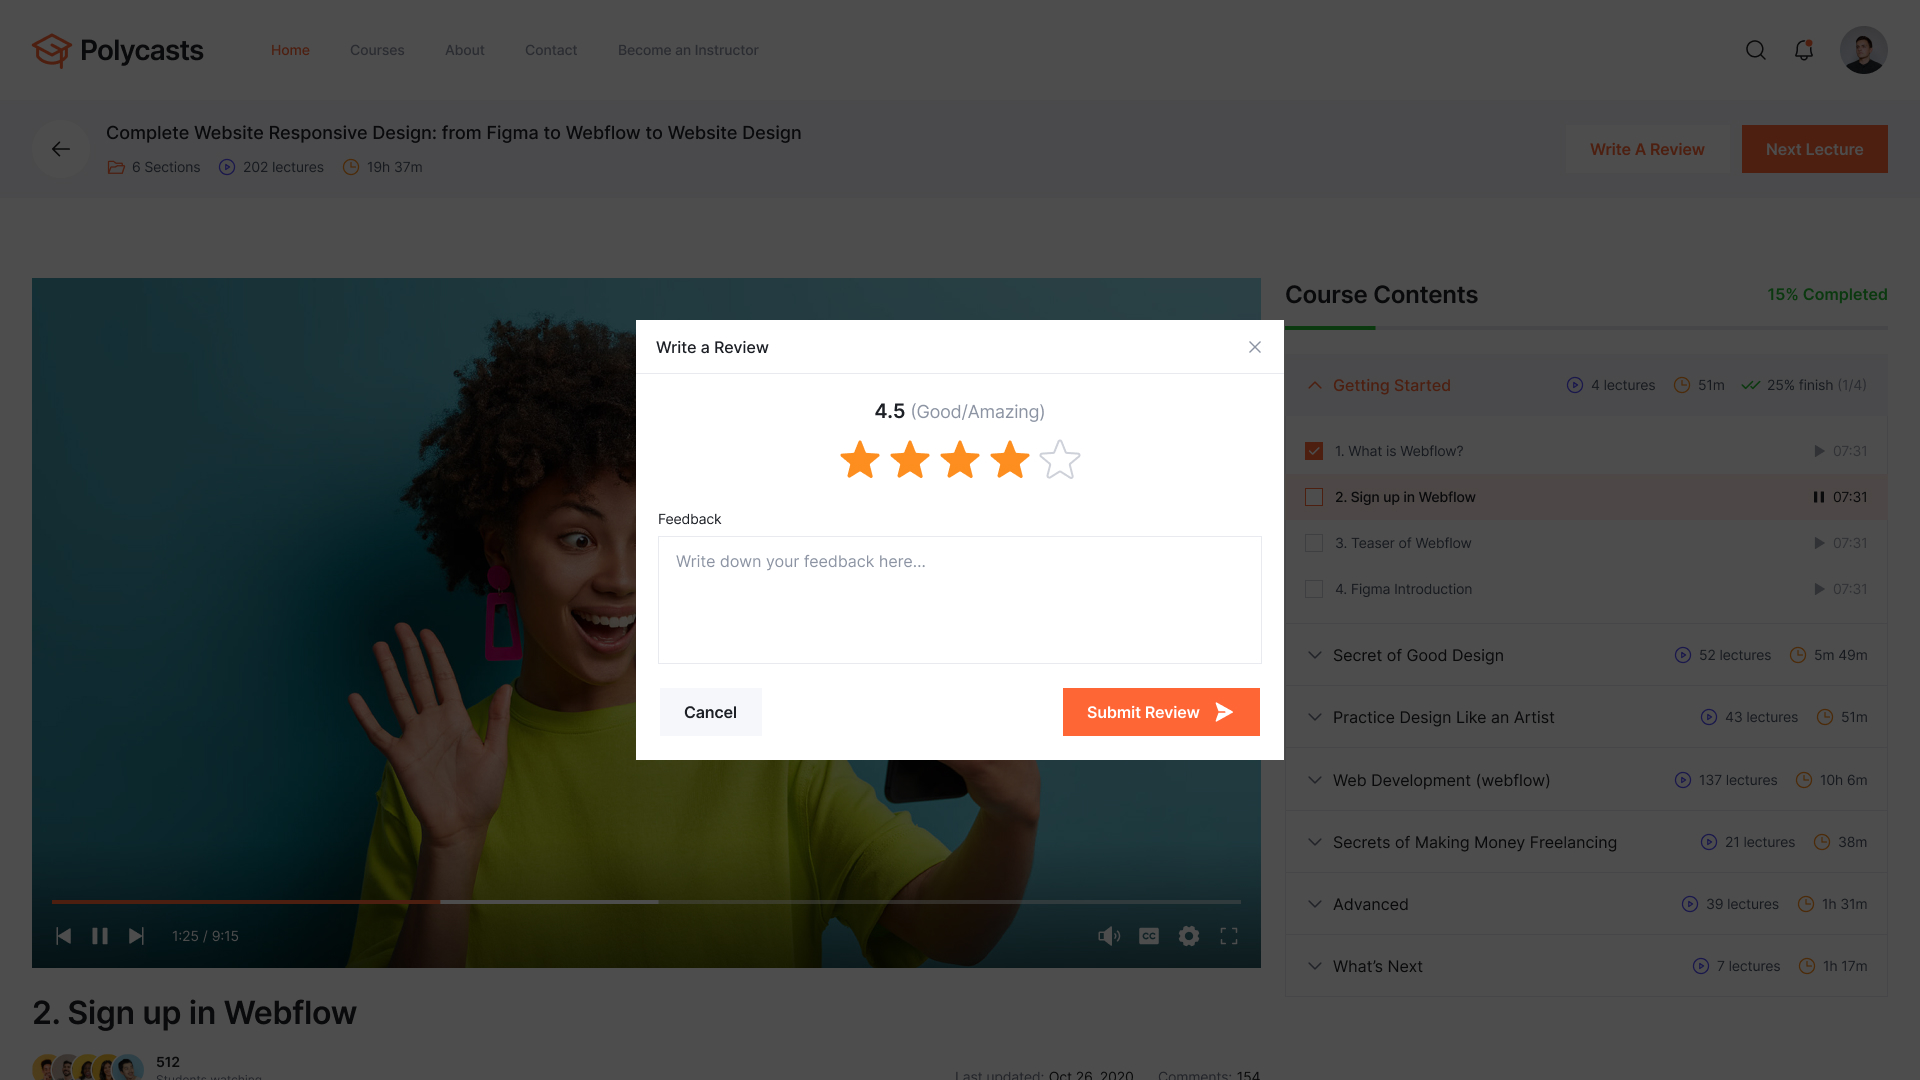 Polycasts
Home
Courses
About
Contact
Become an Instructor
Complete Website Responsive Design: from Figma to Webflow to Website Design
6 Sections
202 lectures
19h 37m
Write A Review
Next Lecture
Course Contents
15% Completed
Getting Started
4 lectures
51m
25% finish (1/4)
1. What is Webflow?
07:31
2. Sign up in Webflow
07:31
3. Teaser of Webflow
07:31
4. Figma Introduction
07:31
Secret of Good Design
52 lectures
5m 49m
Practice Design Like an Artist
43 lectures
51m
Web Development (webflow)
137 lectures
10h 6m
Secrets of Making Money Freelancing
21 lectures
38m
Advanced
39 lectures
1h 31m
What's Next
7 lectures
1h 17m
Write a Review
4.5 (Good/Amazing)
Feedback
Write down your feedback here...
Cancel
Submit Review
1:25 / 9:15
CC
2. Sign up in Webflow
512
Students watching
Last updated: Oct 26, 2020
Comments: 154